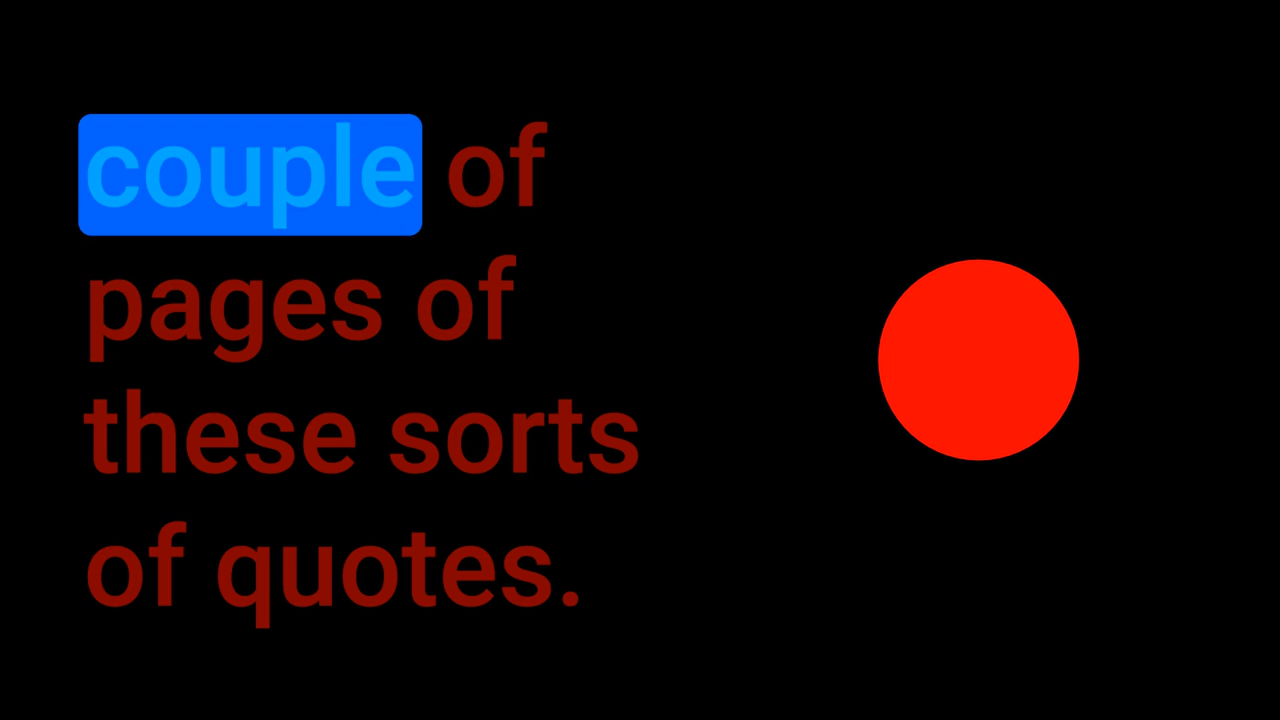 couple of
pages of
these sorts
of quotes.